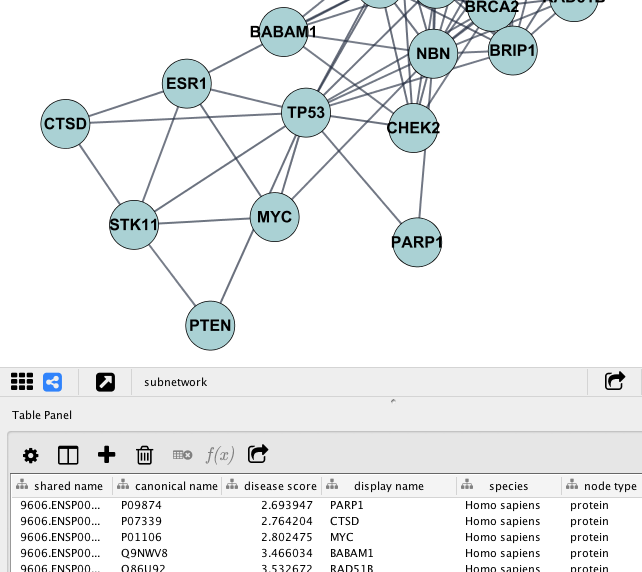 BRCA2
BABAM1
NBN
BRIP1
ESR1
CTSD
TP53
CHEK2
STK11
MYC
PARP1
PTEN
subnetwork
Table Panel
f(x)
shared name canonical name disease score display name species node type
9606.ENSP00... P09874 2.693947 PARP1 Homo sapiens protein
9606.ENSP00... P07339 2.764204 CTSD Homo sapiens protein
9606.ENSP00... P01106 2.802475 MYC Homo sapiens protein
9606.ENSP00... Q9NWV8 3.466034 BABAM1 Homo sapiens protein
9606.ENSP00... O86U92 3.532672 RAD51B Homo sapiens protein